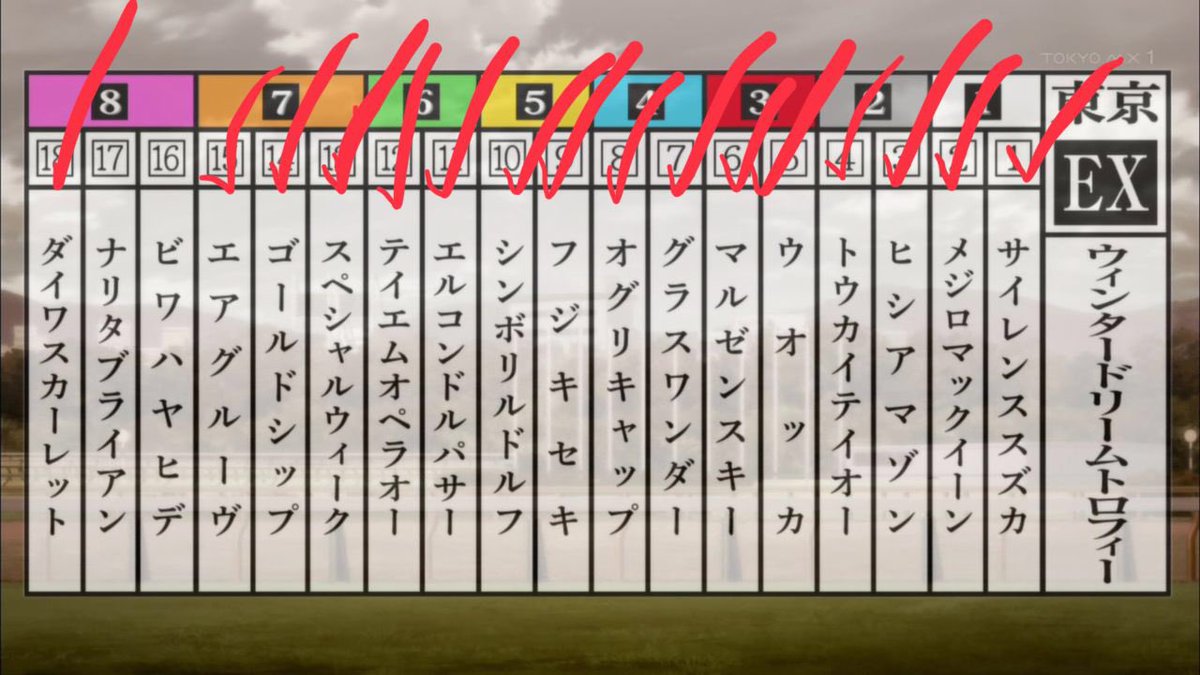 TOKYO MX1
東京
EX
ウィンタードリームトロフィー
1
2
3
4
5
6
7
8
1
サイレンススズカ
2
メジロマックイーン
3
ヒシアマゾン
4
トウカイテイオー
5
ウオッカ
6
マルゼンスキー
7
グラスワンダー
8
オグリキャップ
9
フジキセキ
10
シンボリルドルフ
11
エルコンドルパサー
12
テイエムオペラオー
13
スペシャルウィーク
14
ゴールドシップ
15
エアグルーヴ
16
ビワハヤヒデ
17
ナリタブライアン
18
ダイワスカーレット